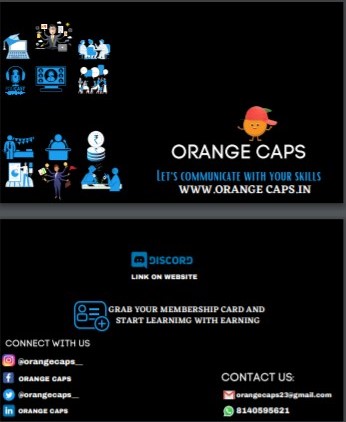 PODCAST
ORANGE CAPS
LET'S COMMUNICATE WITH YOUR SKILLS
WWW.ORANGE CAPS.IN
DISCORD
LINK ON WEBSITE
GRAB YOUR MEMBERSHIP CARD AND
START LEARNIMG WITH EARNING
CONNECT WITH US
@orangecaps__
ORANGE CAPS
@orangecaps__
ORANGE CAPS
CONTACT US:
orangecaps23@gmail.com
8140595621